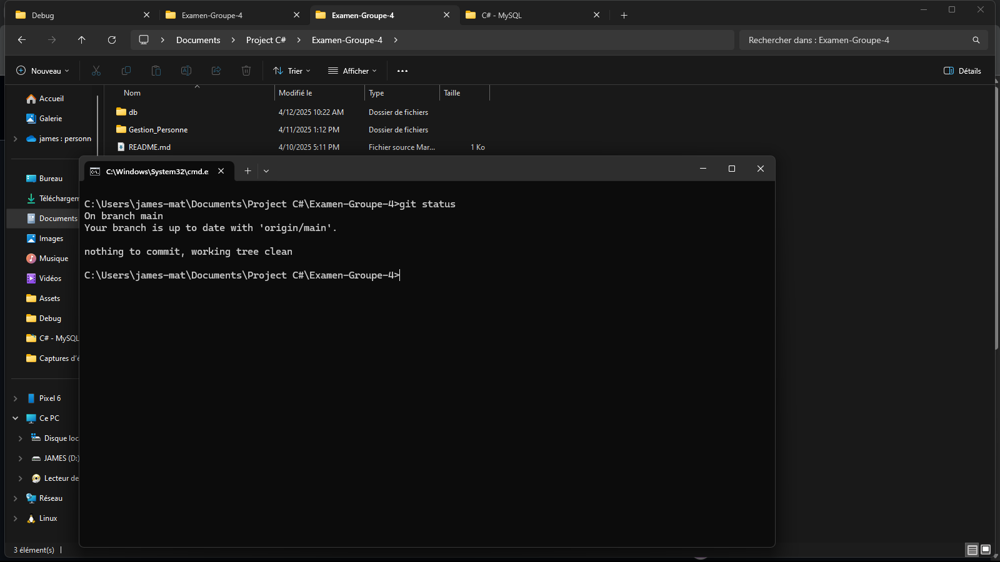 Debug
Examen-Groupe-4
Examen-Groupe-4
C# - MySQL
Documents
Project C#
Examen-Groupe-4
Rechercher dans : Examen-Groupe-4
Nouveau
Trier
Afficher
Détails
Nom
Modifié le
Type
Taille
db
4/12/2025 10:22 AM
Dossier de fichiers
Gestion_Personne
4/11/2025 1:12 PM
Dossier de fichiers
README.md
4/10/2025 5:11 PM
Fichier source Mar...
1 Ko
Accueil
Galerie
james : personn
Bureau
Téléchargem
Documents
Images
Musique
Vidéos
Assets
Debug
C# - MySQL
Captures d'é
Pixel 6
Ce PC
Disque loc
JAMES (D:)
Lecteur de
Réseau
Linux
3 élément(s)
C:\Windows\System32\cmd.e
C:\Users\james-mat\Documents\Project C#\Examen-Groupe-4>git status
On branch main
Your branch is up to date with 'origin/main'.
nothing to commit, working tree clean
C:\Users\james-mat\Documents\Project C#\Examen-Groupe-4>